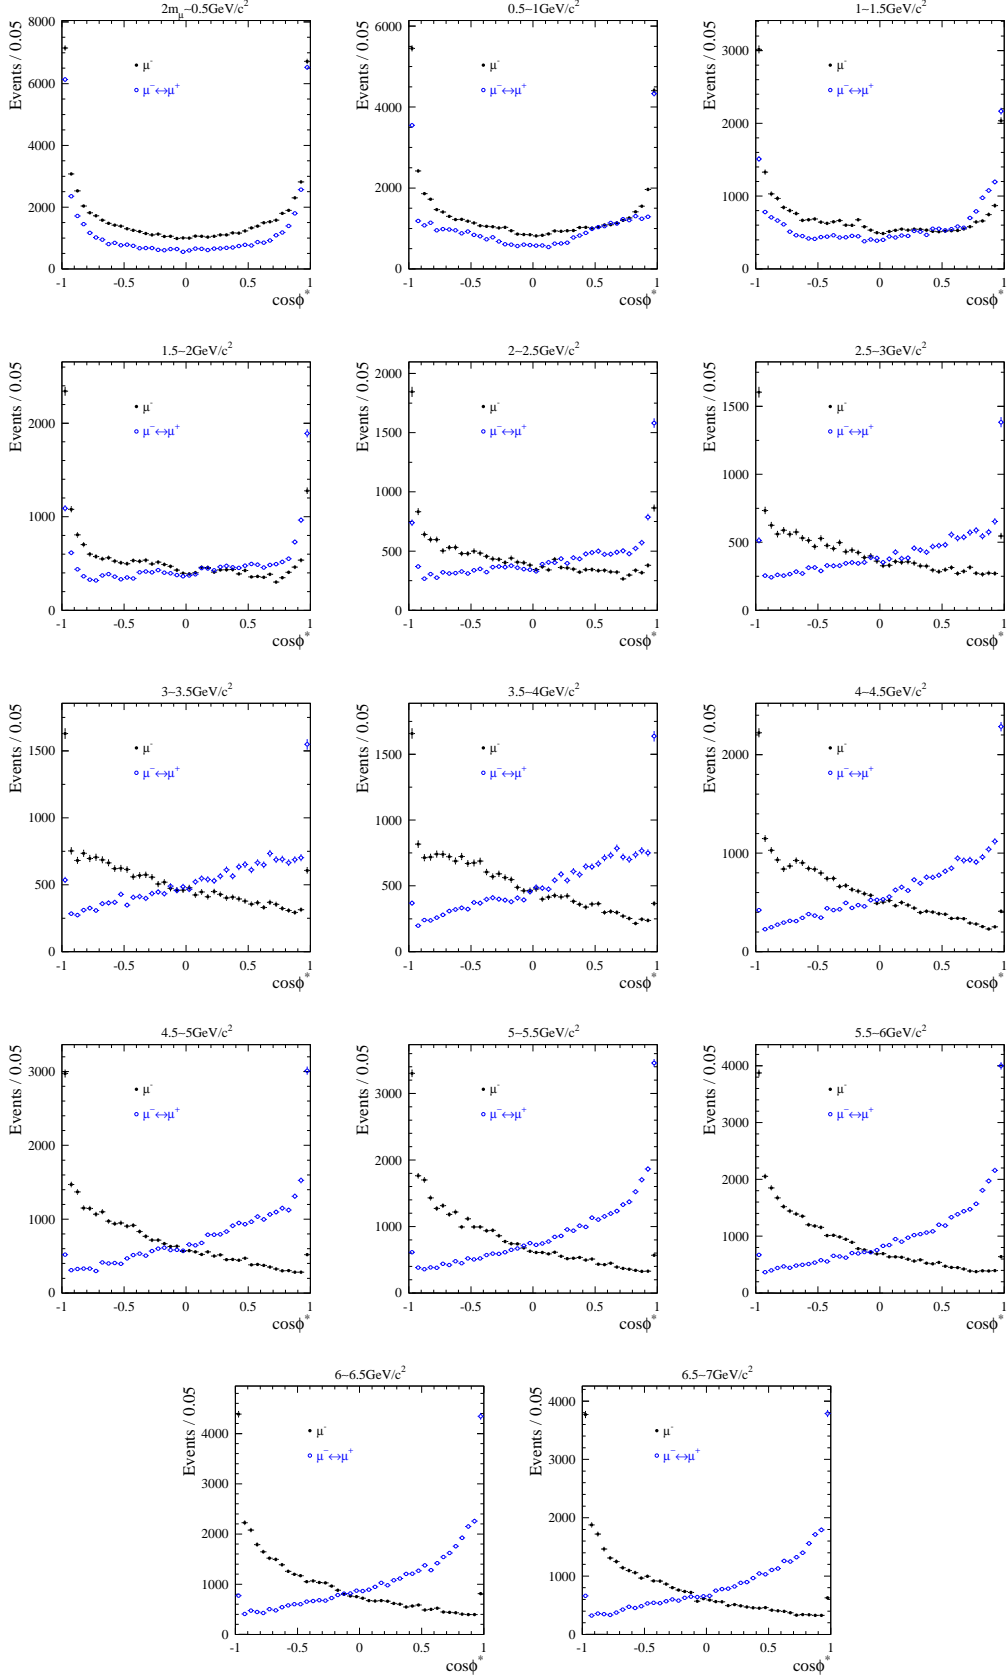 2mμ−0.5GeV/c²
Events / 0.05
8000
6000
4000
2000
0
μ⁻
μ⁻↔μ⁺
-1 -0.5 0 0.5 1
cosϕ*
0.5−1GeV/c²
Events / 0.05
6000
4000
2000
0
μ⁻
μ⁻↔μ⁺
-1 -0.5 0 0.5 1
cosϕ*
1−1.5GeV/c²
Events / 0.05
3000
2000
1000
0
μ⁻
μ⁻↔μ⁺
-1 -0.5 0 0.5 1
cosϕ*
1.5−2GeV/c²
Events / 0.05
2000
1000
0
μ⁻
μ⁻↔μ⁺
-1 -0.5 0 0.5 1
cosϕ*
2−2.5GeV/c²
Events / 0.05
2000
1500
1000
500
0
μ⁻
μ⁻↔μ⁺
-1 -0.5 0 0.5 1
cosϕ*
2.5−3GeV/c²
Events / 0.05
1500
1000
500
0
μ⁻
μ⁻↔μ⁺
-1 -0.5 0 0.5 1
cosϕ*
3−3.5GeV/c²
Events / 0.05
1500
1000
500
0
μ⁻
μ⁻↔μ⁺
-1 -0.5 0 0.5 1
cosϕ*
3.5−4GeV/c²
Events / 0.05
1500
1000
500
0
μ⁻
μ⁻↔μ⁺
-1 -0.5 0 0.5 1
cosϕ*
4−4.5GeV/c²
Events / 0.05
2000
1000
0
μ⁻
μ⁻↔μ⁺
-1 -0.5 0 0.5 1
cosϕ*
4.5−5GeV/c²
Events / 0.05
3000
2000
1000
0
μ⁻
μ⁻↔μ⁺
-1 -0.5 0 0.5 1
cosϕ*
5−5.5GeV/c²
Events / 0.05
3000
2000
1000
0
μ⁻
μ⁻↔μ⁺
-1 -0.5 0 0.5 1
cosϕ*
5.5−6GeV/c²
Events / 0.05
4000
3000
2000
1000
0
μ⁻
μ⁻↔μ⁺
-1 -0.5 0 0.5 1
cosϕ*
6−6.5GeV/c²
Events / 0.05
4000
3000
2000
1000
0
μ⁻
μ⁻↔μ⁺
-1 -0.5 0 0.5 1
cosϕ*
6.5−7GeV/c²
Events / 0.05
4000
3000
2000
1000
0
μ⁻
μ⁻↔μ⁺
-1 -0.5 0 0.5 1
cosϕ*